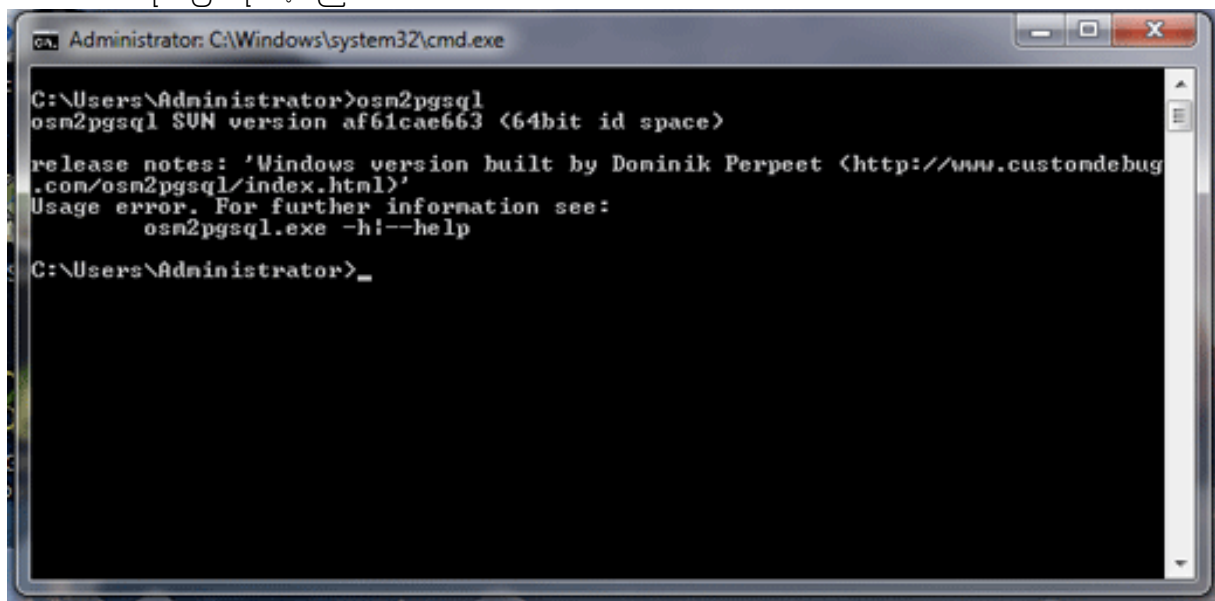 Administrator: C:\Windows\system32\cmd.exe
C:\Users\Administrator>osm2pgsql
osm2pgsql SVN version af61cae663 (64bit id space)
release notes: 'Windows version built by Dominik Perpeet (http://www.customdebug
.com/osm2pgsql/index.html)'
Usage error. For further information see:
osm2pgsql.exe -h|--help
C:\Users\Administrator>_